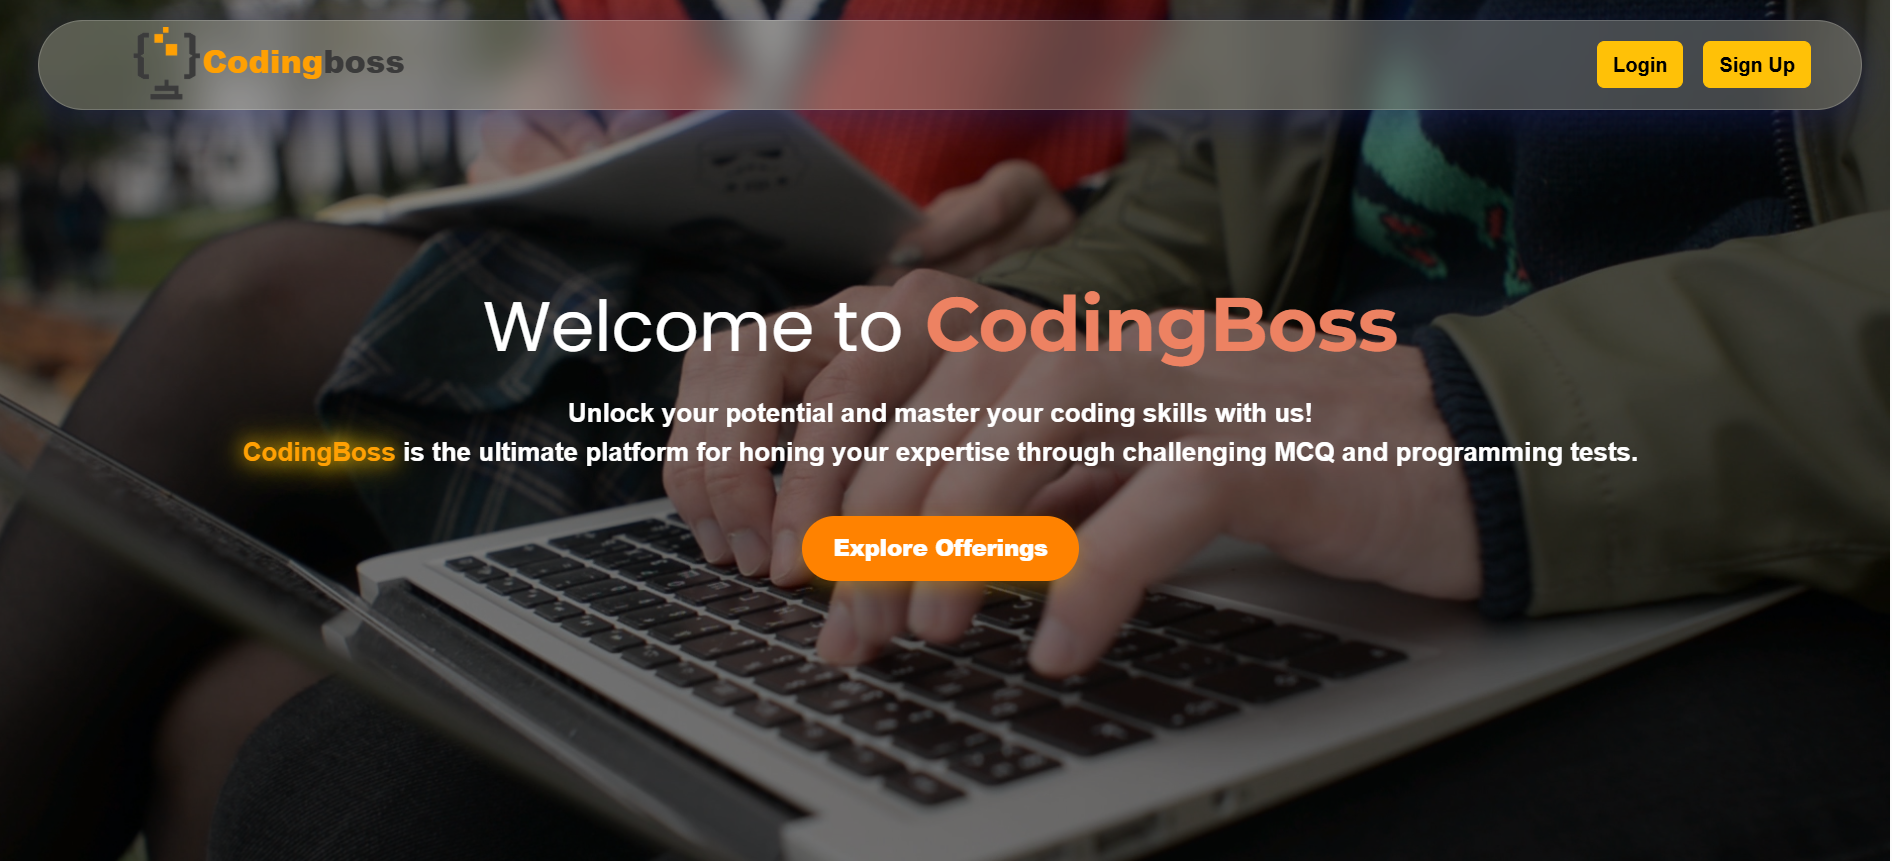 Codingboss
Login
Sign Up
Welcome to CodingBoss
Unlock your potential and master your coding skills with us!
CodingBoss is the ultimate platform for honing your expertise through challenging MCQ and programming tests.
Explore Offerings